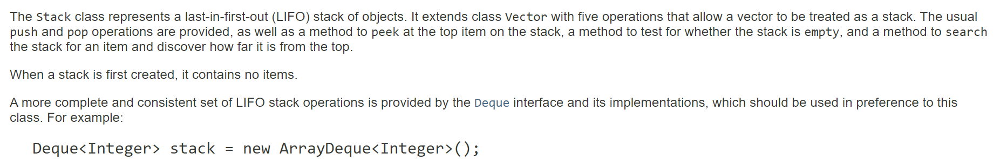 The Stack class represents a last-in-first-out (LIFO) stack of objects. It extends class Vector with five operations that allow a vector to be treated as a stack. The usual
push and pop operations are provided, as well as a method to peek at the top item on the stack, a method to test for whether the stack is empty, and a method to search
the stack for an item and discover how far it is from the top.
When a stack is first created, it contains no items.
A more complete and consistent set of LIFO stack operations is provided by the Deque interface and its implementations, which should be used in preference to this
class. For example:
Deque<Integer> stack = new ArrayDeque<Integer>();